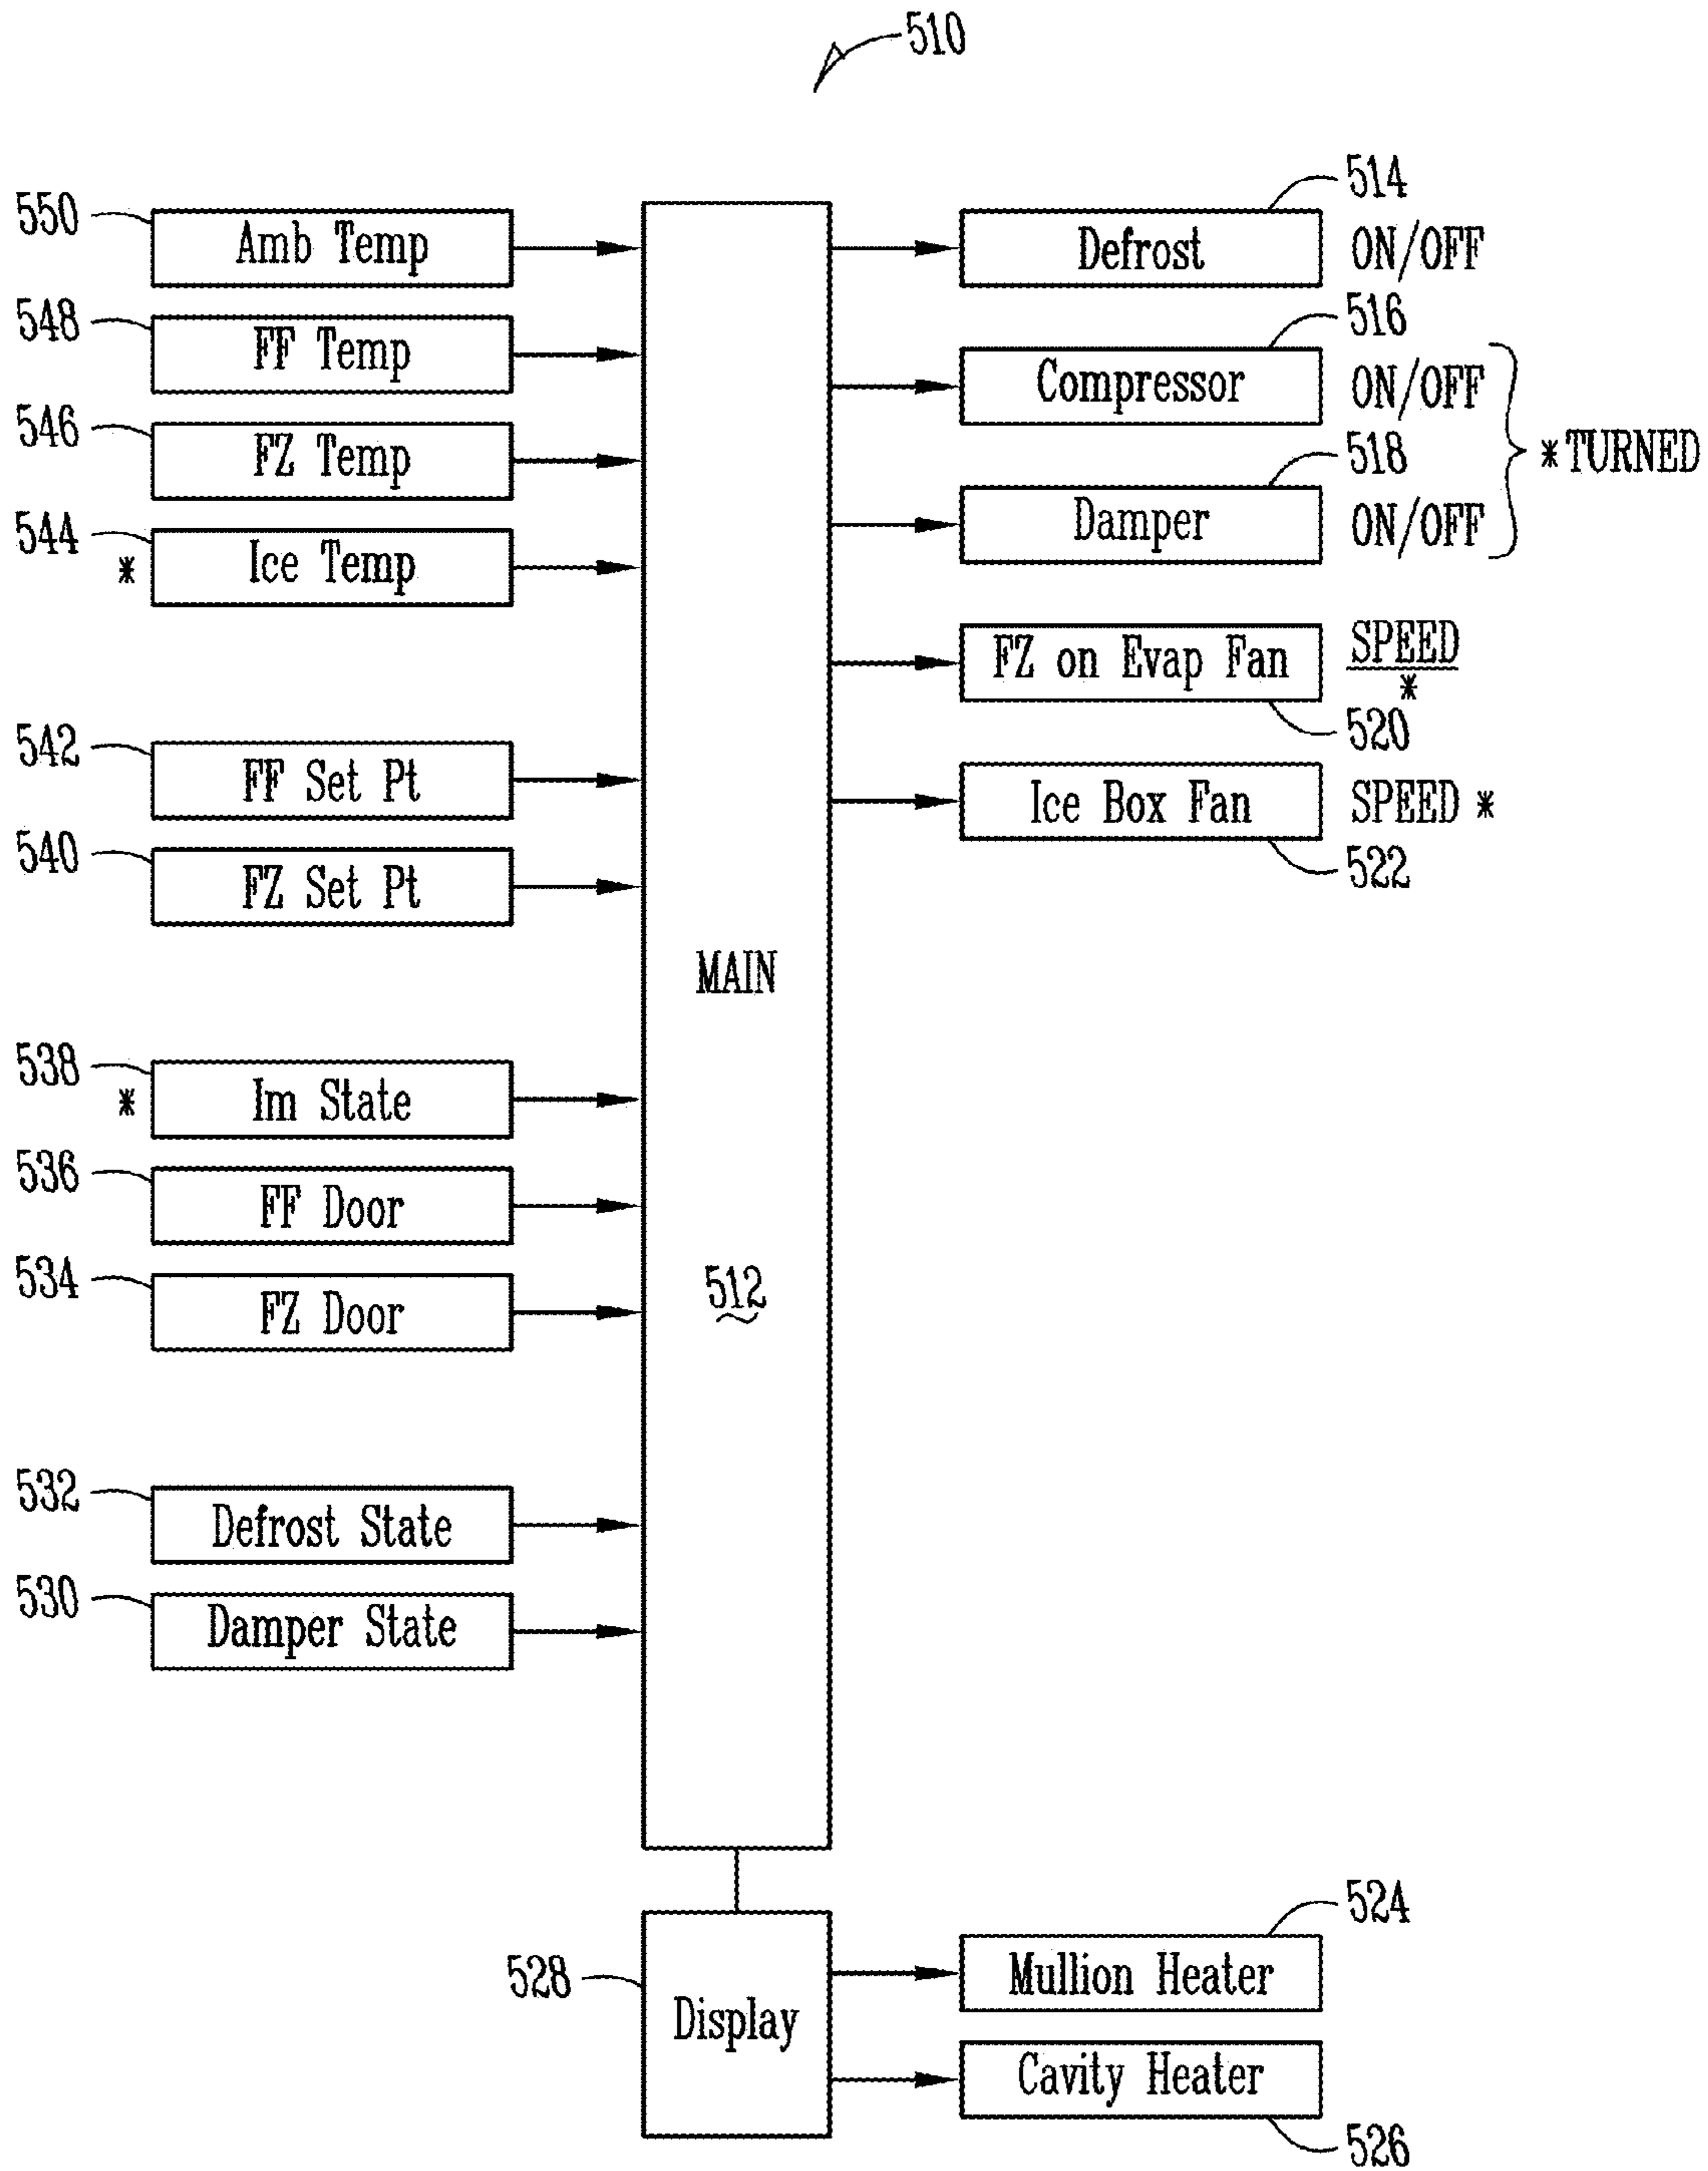 510
550 Amb Temp
548 FF Temp
546 FZ Temp
544 * Ice Temp
542 FF Set Pt
540 FZ Set Pt
538 * Im State
536 FF Door
534 FZ Door
532 Defrost State
530 Damper State
MAIN
512
514 Defrost ON/OFF
516 Compressor ON/OFF
518 Damper ON/OFF
* TURNED
FZ on Evap Fan SPEED
*
520
Ice Box Fan SPEED *
522
528 Display
524
Mullion Heater
Cavity Heater
526